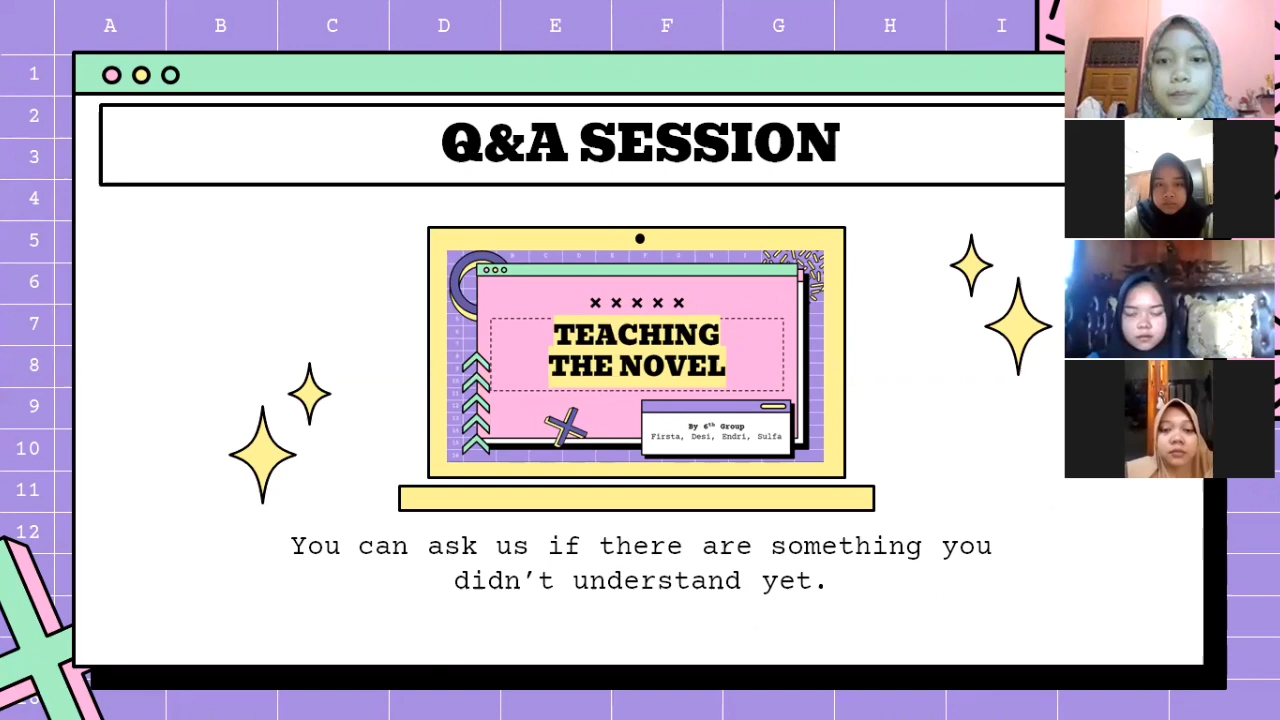 A B C D E F G H I
1
2
3
4
5
6
7
8
9
10
11
12
Q&A SESSION
TEACHING
THE NOVEL
By 6th Group
Firsta, Desi, Endri, Sulfa
You can ask us if there are something you
didn’t understand yet.